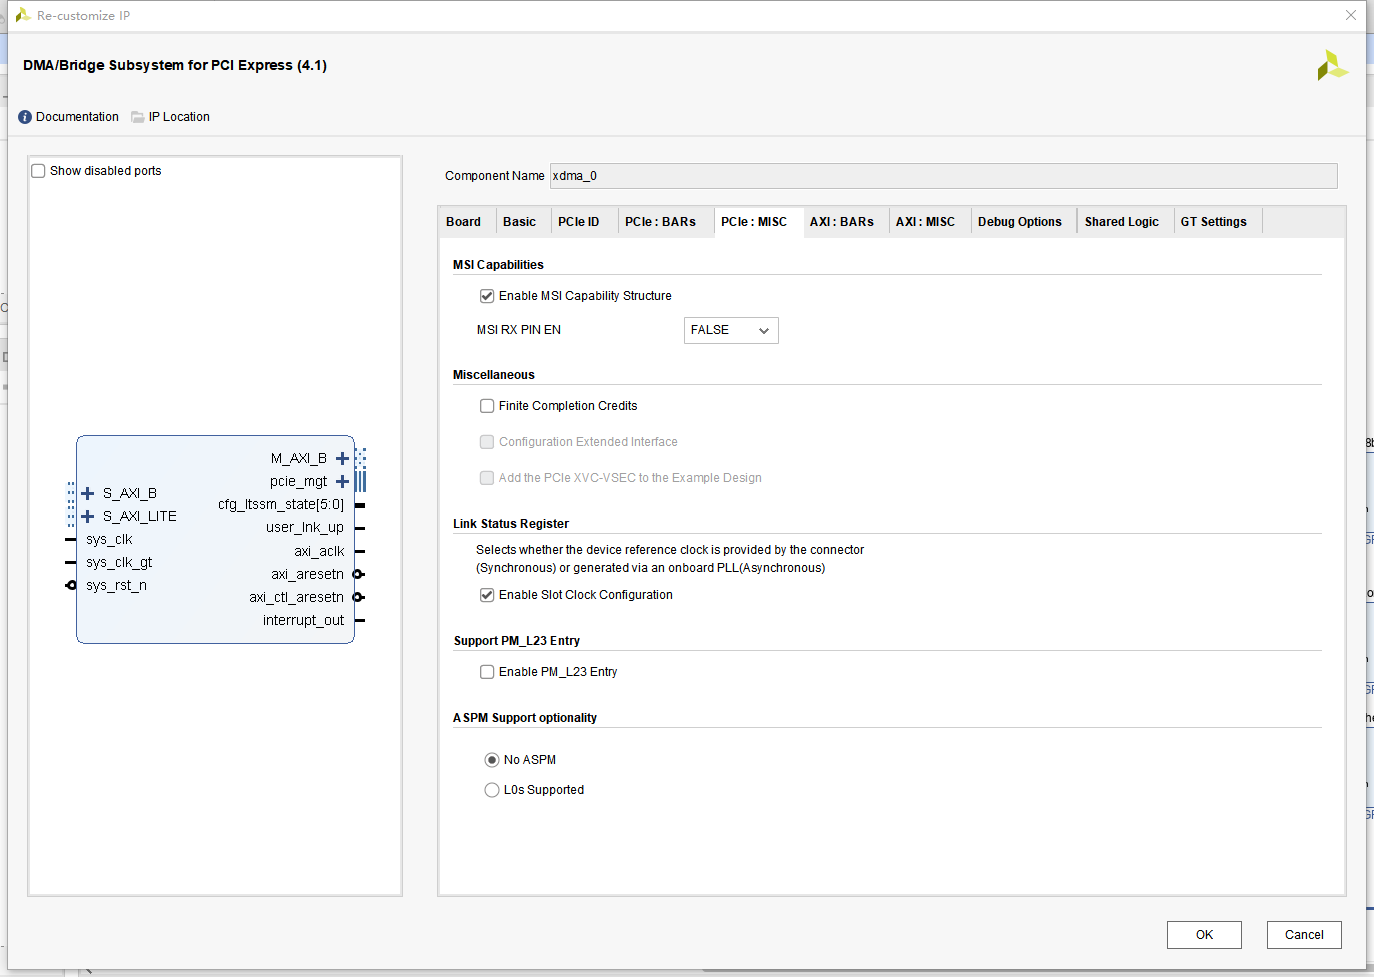 Re-customize IP
DMA/Bridge Subsystem for PCI Express (4.1)
Documentation IP Location
Show disabled ports
M_AXI_B
pcie_mgt
S_AXI_B
cfg_ltssm_state[5:0]
S_AXI_LITE
user_lnk_up
sys_clk
axi_aclk
sys_clk_gt
axi_aresetn
sys_rst_n
axi_ctl_aresetn
interrupt_out
Component Name xdma_0
Board Basic PCIe ID PCIe : BARs PCIe : MISC AXI : BARs AXI : MISC Debug Options Shared Logic GT Settings
MSI Capabilities
Enable MSI Capability Structure
MSI RX PIN EN FALSE
Miscellaneous
Finite Completion Credits
Configuration Extended Interface
Add the PCIe XVC-VSEC to the Example Design
Link Status Register
Selects whether the device reference clock is provided by the connector
(Synchronous) or generated via an onboard PLL(Asynchronous)
Enable Slot Clock Configuration
Support PM_L23 Entry
Enable PM_L23 Entry
ASPM Support optionality
No ASPM
L0s Supported
OK Cancel